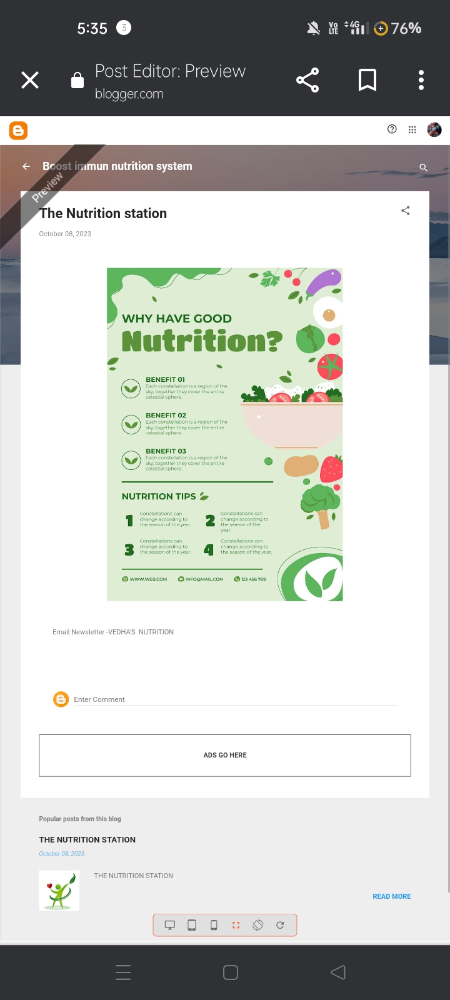 5:35
3
Vo
LTE
4G
76%
Post Editor: Preview
blogger.com
Boost immun nutrition system
Preview
The Nutrition station
October 08, 2023
WHY HAVE GOOD
Nutrition?
BENEFIT 01
Each constellation is a region of the
sky; together they cover the entire
celestial sphere.
BENEFIT 02
Each constellation is a region of the
sky; together they cover the entire
celestial sphere.
BENEFIT 03
Each constellation is a region of the
sky; together they cover the entire
celestial sphere.
NUTRITION TIPS
1
Constellations can
change according to
the season of the year.
2
Constellations can
change according to
the season of the
year.
3
Constellations can
change according to
the season of the year.
4
Constellations can
change according to
the season of the year.
WWW.WEB.COM
INFO@MAIL.COM
123 456 789
Email Newsletter -VEDHA'S  NUTRITION
Enter Comment
ADS GO HERE
Popular posts from this blog
THE NUTRITION STATION
October 08, 2023
THE NUTRITION STATION
READ MORE